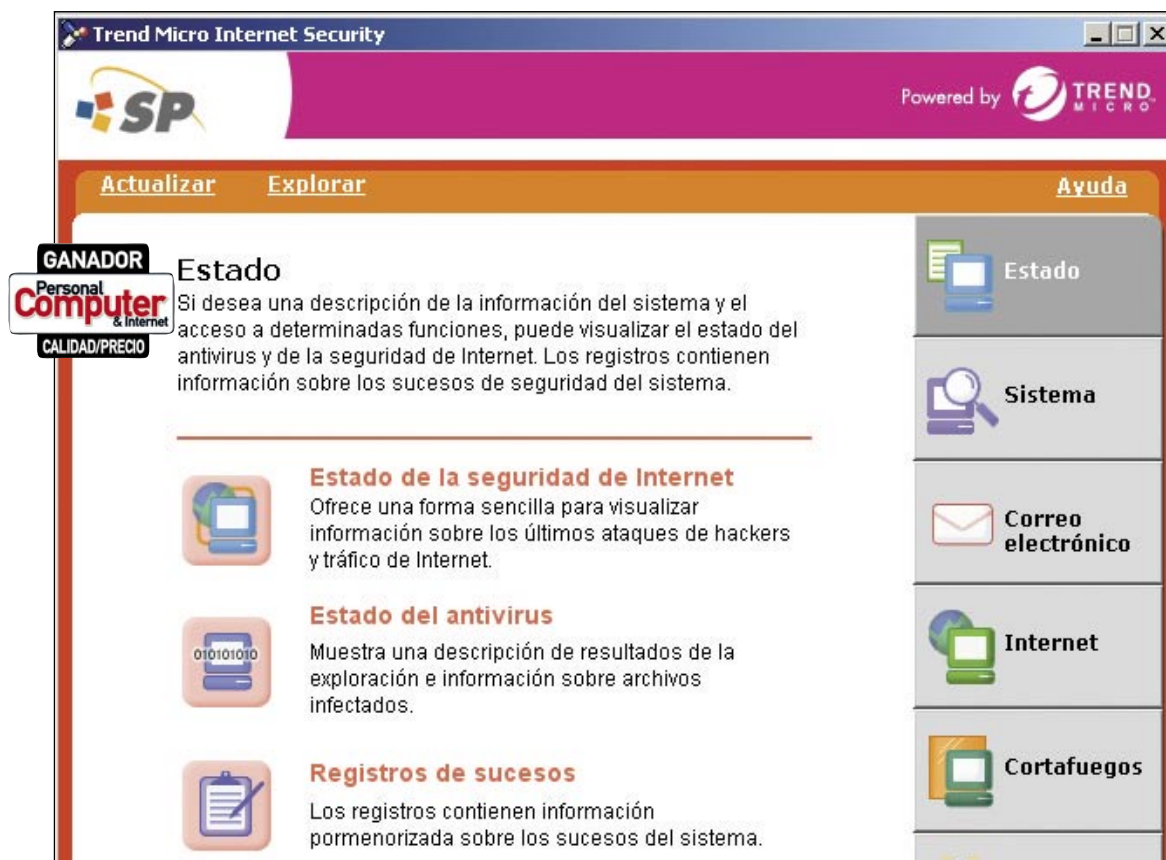 Trend Micro Internet Security
SP
Powered by TREND MICRO
Actualizar Explorar Ayuda
GANADOR
Personal
Computer
& Internet
CALIDAD/PRECIO
Estado
Si desea una descripción de la información del sistema y el
acceso a determinadas funciones, puede visualizar el estado del
antivirus y de la seguridad de Internet. Los registros contienen
información sobre los sucesos de seguridad del sistema.
Estado de la seguridad de Internet
Ofrece una forma sencilla para visualizar
información sobre los últimos ataques de hackers
y tráfico de Internet.
Estado del antivirus
010101010
Muestra una descripción de resultados de la
exploración e información sobre archivos
infectados.
Registros de sucesos
Los registros contienen información
pormenorizada sobre los sucesos del sistema.
Estado
Sistema
Correo
electrónico
Internet
Cortafuegos